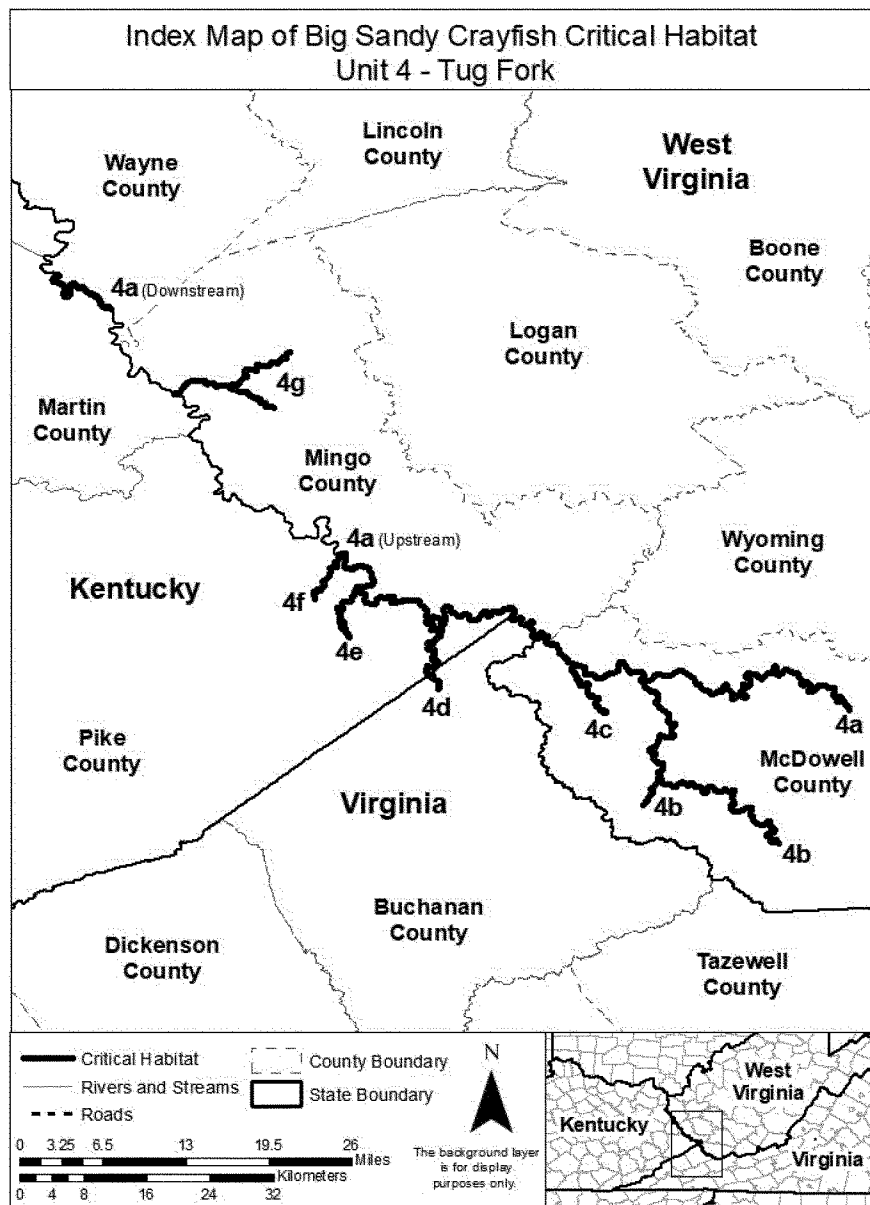 Index Map of Big Sandy Crayfish Critical Habitat
Unit 4 - Tug Fork
Lincoln
County
West
Virginia
Wayne
County
Boone
County
4a (Downstream)
Logan
County
4g
Martin
County
Mingo
County
4a (Upstream)
Wyoming
County
Kentucky
4f
4e
4d
4c
4a
Pike
County
McDowell
County
Virginia
4b
4b
Buchanan
County
Dickenson
County
Tazewell
County
Critical Habitat
Rivers and Streams
Roads
County Boundary
State Boundary
N
The background layer
is for display
purposes only.
0 3.25 6.5 13 19.5 26
Miles
Kilometers
0 4 8 16 24 32
West
Virginia
Kentucky
Virginia